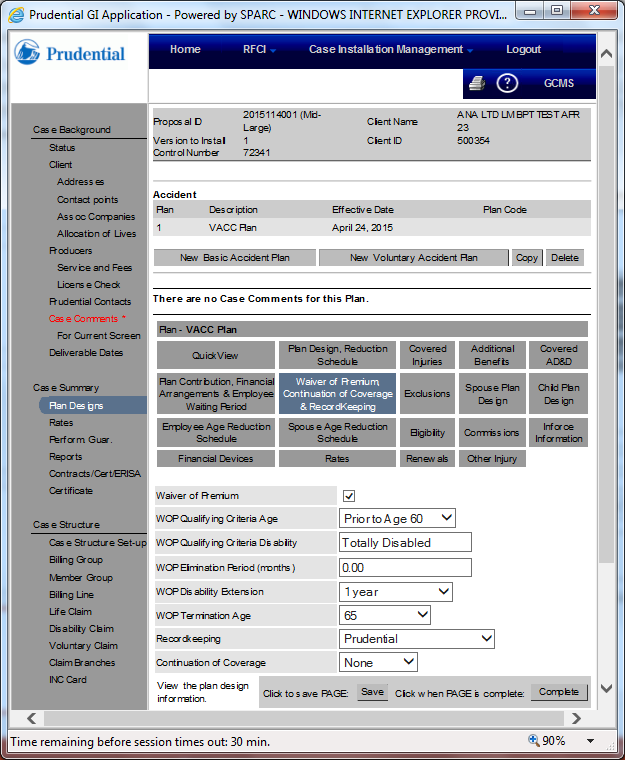 Prudential GI Application - Powered by SPARC - WINDOWS INTERNET EXPLORER PROVI...
Prudential
Home RFCI Case Installation Management Logout
GCMS
Case Background
Status
Client
Addresses
Contact points
Assoc Companies
Allocation of Lives
Producers
Service and Fees
License Check
Prudential Contacts
Case Comments *
For Current Screen
Deliverable Dates
Case Summary
Plan Designs
Rates
Perform. Guar.
Reports
Contracts/Cert/ERISA
Certificate
Case Structure
Case Structure Set-up
Billing Group
Member Group
Billing Line
Life Claim
Disability Claim
Voluntary Claim
Claim Branches
INC Card
Proposal ID 2015114001 (Mid-
Large) Client Name ANA LTD LM BPT TEST APR
23
Version to Install 1 Client ID 500354
Control Number 72341
Accident
Plan Description Effective Date Plan Code
1 VACC Plan April 24, 2015
New Basic Accident Plan New Voluntary Accident Plan Copy Delete
There are no Case Comments for this Plan.
Plan - VACC Plan
QuickView
Plan Design, Reduction
Schedule
Covered
Injuries
Additional
Benefits
Covered
AD&D
Plan Contribution, Financial
Arrangements & Employee
Waiting Period
Waiver of Premium,
Continuation of Coverage
& RecordKeeping
Exclusions
Spouse Plan
Design
Child Plan
Design
Employee Age Reduction
Schedule
Spouse Age Reduction
Schedule
Eligibility
Commissions
Inforce
Information
Financial Devices
Rates
Renewals
Other Injury
Waiver of Premium
WOP Qualifying Criteria Age Prior to Age 60
WOP Qualifying Criteria Disability Totally Disabled
WOP Elimination Period (months) 0.00
WOP Disability Extension 1 year
WOP Termination Age 65
Recordkeeping Prudential
Continuation of Coverage None
View the plan design
information.
Click to save PAGE: Save Click when PAGE is complete: Complete
Time remaining before session times out: 30 min. 90%